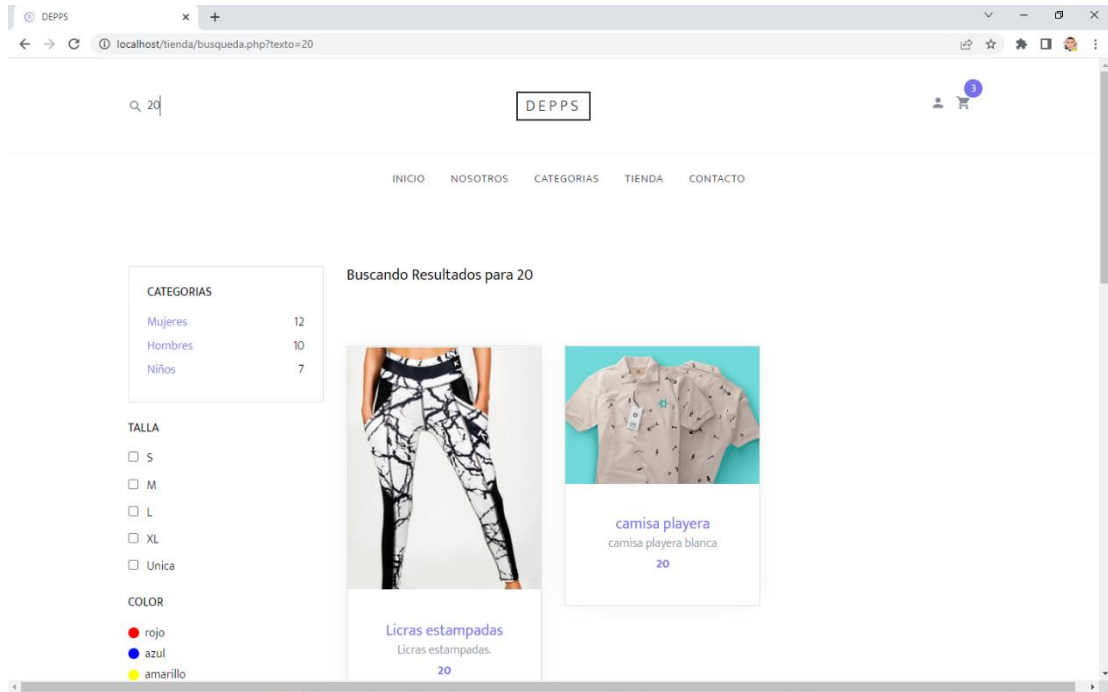 DEPPS
localhost/tienda/busqueda.php?texto=20
20
DEPPS
3
INICIO NOSOTROS CATEGORIAS TIENDA CONTACTO
CATEGORIAS
Mujeres 12
Hombres 10
Niños 7
TALLA
S
M
L
XL
Unica
COLOR
rojo
azul
amarillo
Buscando Resultados para 20
Licras estampadas
Licras estampadas.
20
camisa playera
camisa playera blanca
20